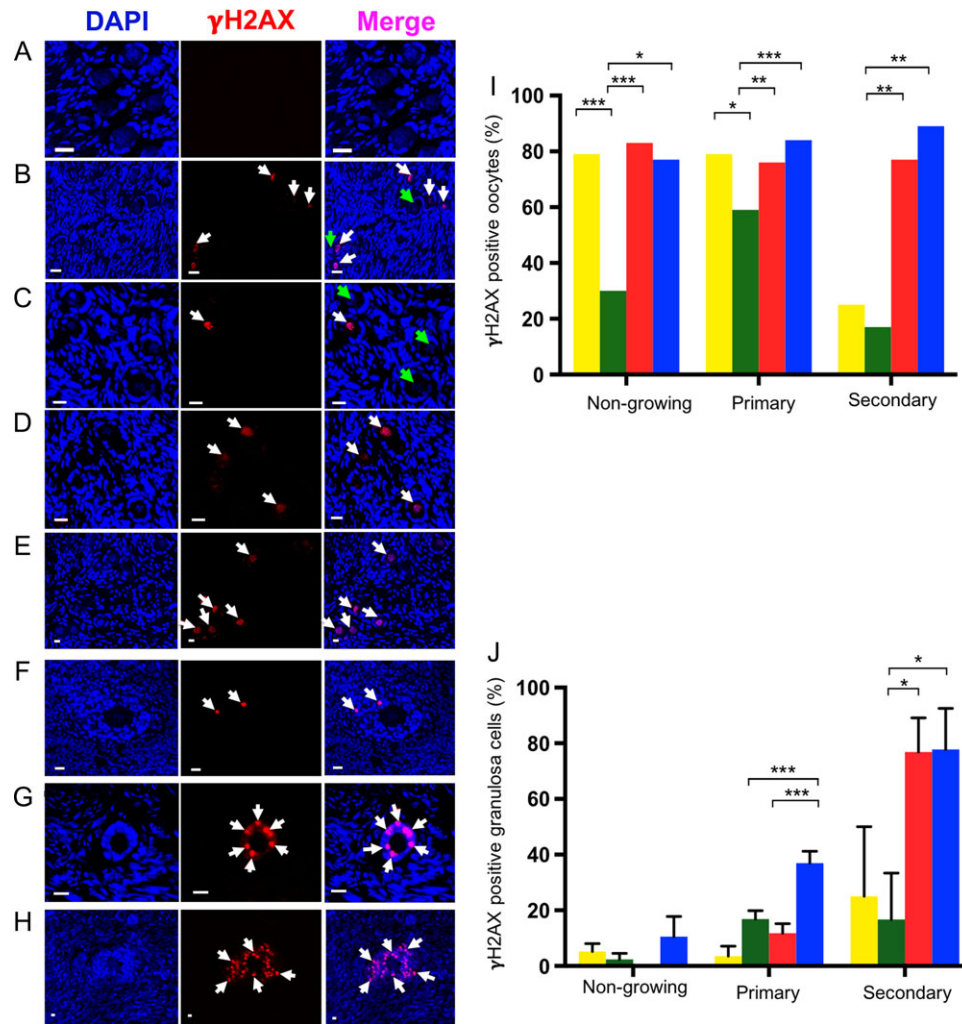 DAPI γH2AX Merge
A
B
C
D
E
F
G
H
I
* *** **
*** *** ** **
*** *
γH2AX positive oocytes (%)
100
80
60
40
20
0
Non-growing Primary Secondary
J
*
*
***
***
γH2AX positive granulosa cells (%)
100
80
60
40
20
0
Non-growing Primary Secondary